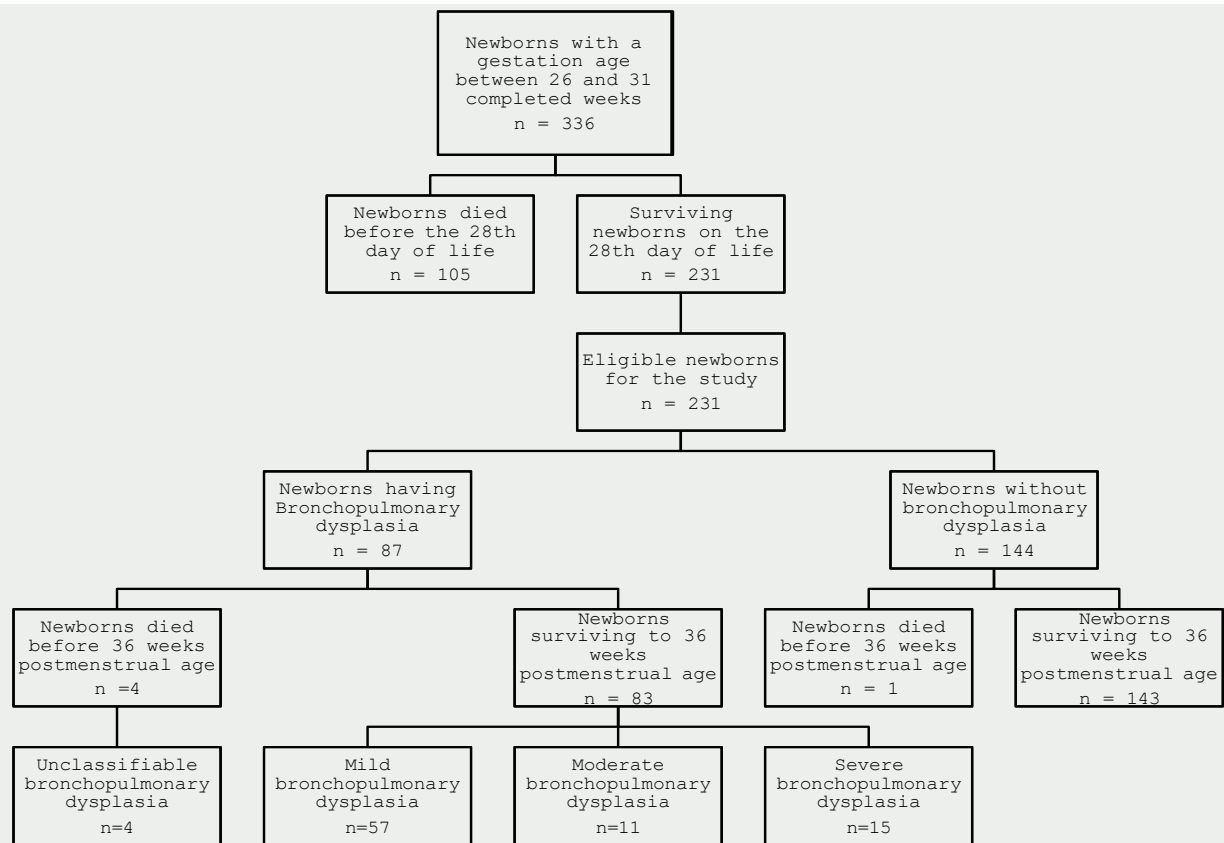 Newborns with a
gestation age
between 26 and 31
completed weeks
n = 336
Newborns died
before the 28th
day of life
n = 105
Surviving
newborns on the
28th day of life
n = 231
Eligible newborns
for the study
n = 231
Newborns having
Bronchopulmonary
dysplasia
n = 87
Newborns without
bronchopulmonary
dysplasia
n = 144
Newborns died
before 36 weeks
postmenstrual age
n =4
Newborns
surviving to 36
weeks
postmenstrual age
n = 83
Newborns died
before 36 weeks
postmenstrual age
n = 1
Newborns
surviving to 36
weeks
postmenstrual age
n = 143
Unclassifiable
bronchopulmonary
dysplasia
n=4
Mild
bronchopulmonary
dysplasia
n=57
Moderate
bronchopulmonary
dysplasia
n=11
Severe
bronchopulmonary
dysplasia
n=15